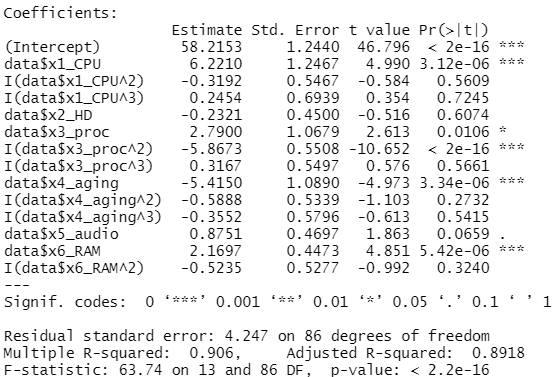 Coefficients:
Estimate Std. Error t value Pr(>|t|)
(Intercept) 58.2153 1.2440 46.796 < 2e-16 ***
data$x1_CPU 6.2210 1.2467 4.990 3.12e-06 ***
I(data$x1_CPU^2) -0.3192 0.5467 -0.584 0.5609
I(data$x1_CPU^3) 0.2454 0.6939 0.354 0.7245
data$x2_HD -0.2321 0.4500 -0.516 0.6074
data$x3_proc 2.7900 1.0679 2.613 0.0106 *
I(data$x3_proc^2) -5.8673 0.5508 -10.652 < 2e-16 ***
I(data$x3_proc^3) 0.3167 0.5497 0.576 0.5661
data$x4_aging -5.4150 1.0890 -4.973 3.34e-06 ***
I(data$x4_aging^2) -0.5888 0.5339 -1.103 0.2732
I(data$x4_aging^3) -0.3552 0.5796 -0.613 0.5415
data$x5_audio 0.8751 0.4697 1.863 0.0659 .
data$x6_RAM 2.1697 0.4473 4.851 5.42e-06 ***
I(data$x6_RAM^2) -0.5235 0.5277 -0.992 0.3240
---
Signif. codes: 0 ‘***’ 0.001 ‘**’ 0.01 ‘*’ 0.05 ‘.’ 0.1 ‘ ’ 1
Residual standard error: 4.247 on 86 degrees of freedom
Multiple R-squared: 0.906, Adjusted R-squared: 0.8918
F-statistic: 63.74 on 13 and 86 DF, p-value: < 2.2e-16